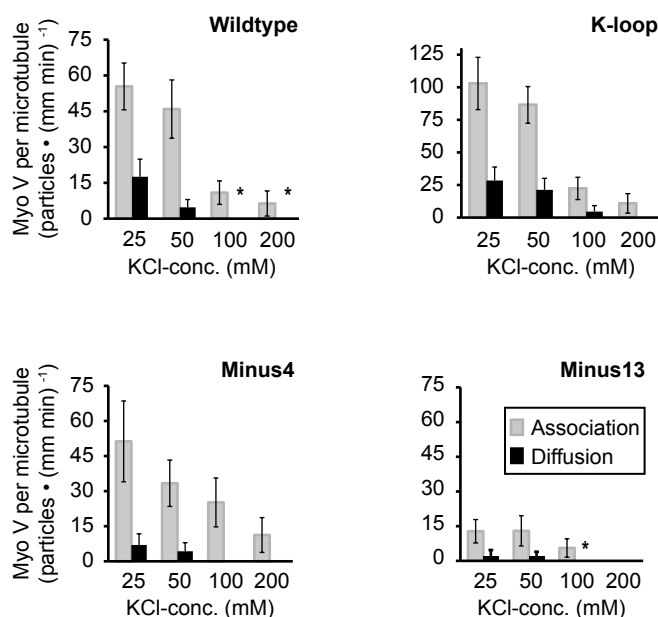 Wildtype
Myo V per microtubule
(particles • (mm min) ⁻¹)
75
60
45
30
15
0
*
*
25 50 100 200
KCl-conc. (mM)
K-loop
125
100
75
50
25
0
25 50 100 200
KCl-conc. (mM)
Minus4
Myo V per microtubule
(particles • (mm min) ⁻¹)
75
60
45
30
15
0
25 50 100 200
KCl-conc. (mM)
Minus13
75
60
45
30
15
0
Association
Diffusion
*
25 50 100 200
KCl-conc. (mM)